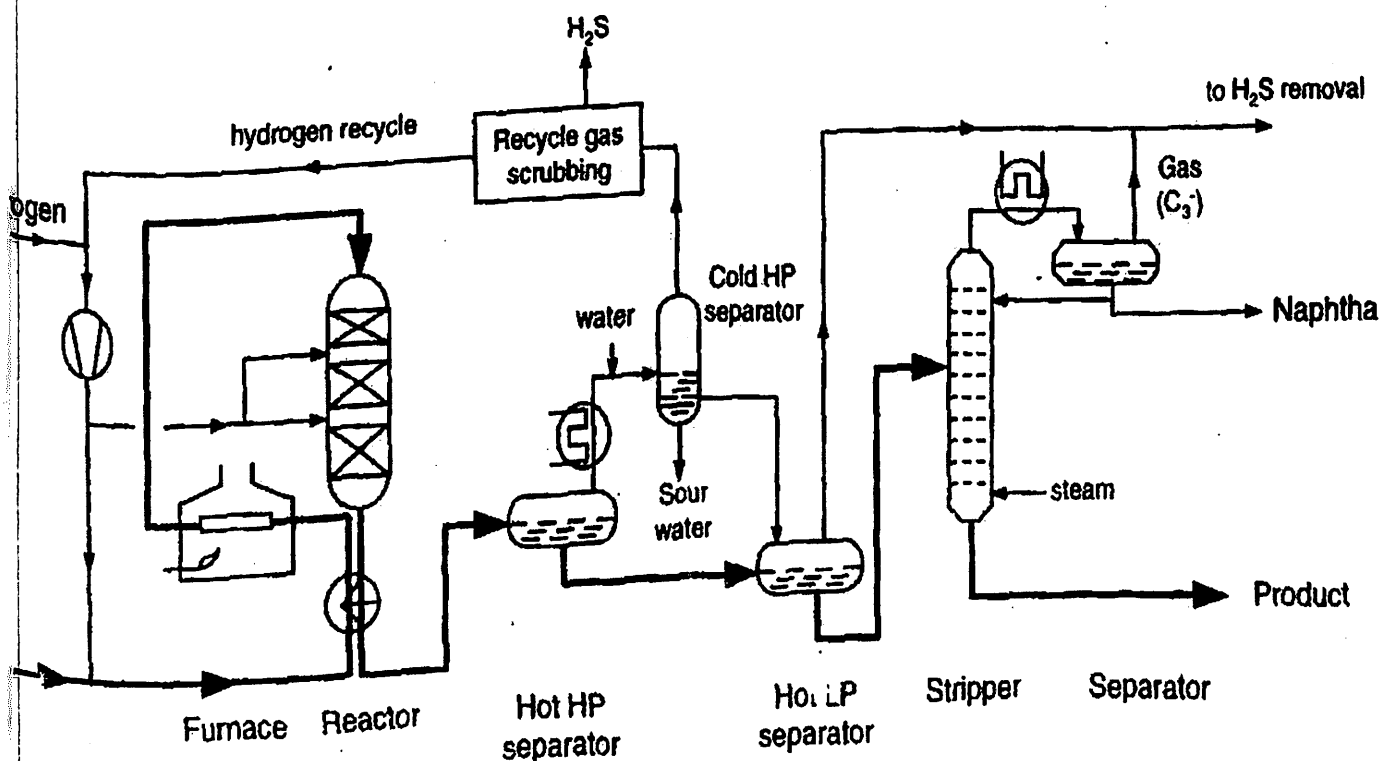 H₂S
to H₂S removal
hydrogen recycle
Recycle gas
scrubbing
Gas
(C₃⁻)
ogen
Cold HP
separator
water
Naphtha
Sour
water
steam
Product
Furnace
Reactor
Hot HP
separator
Hot LP
separator
Stripper
Separator